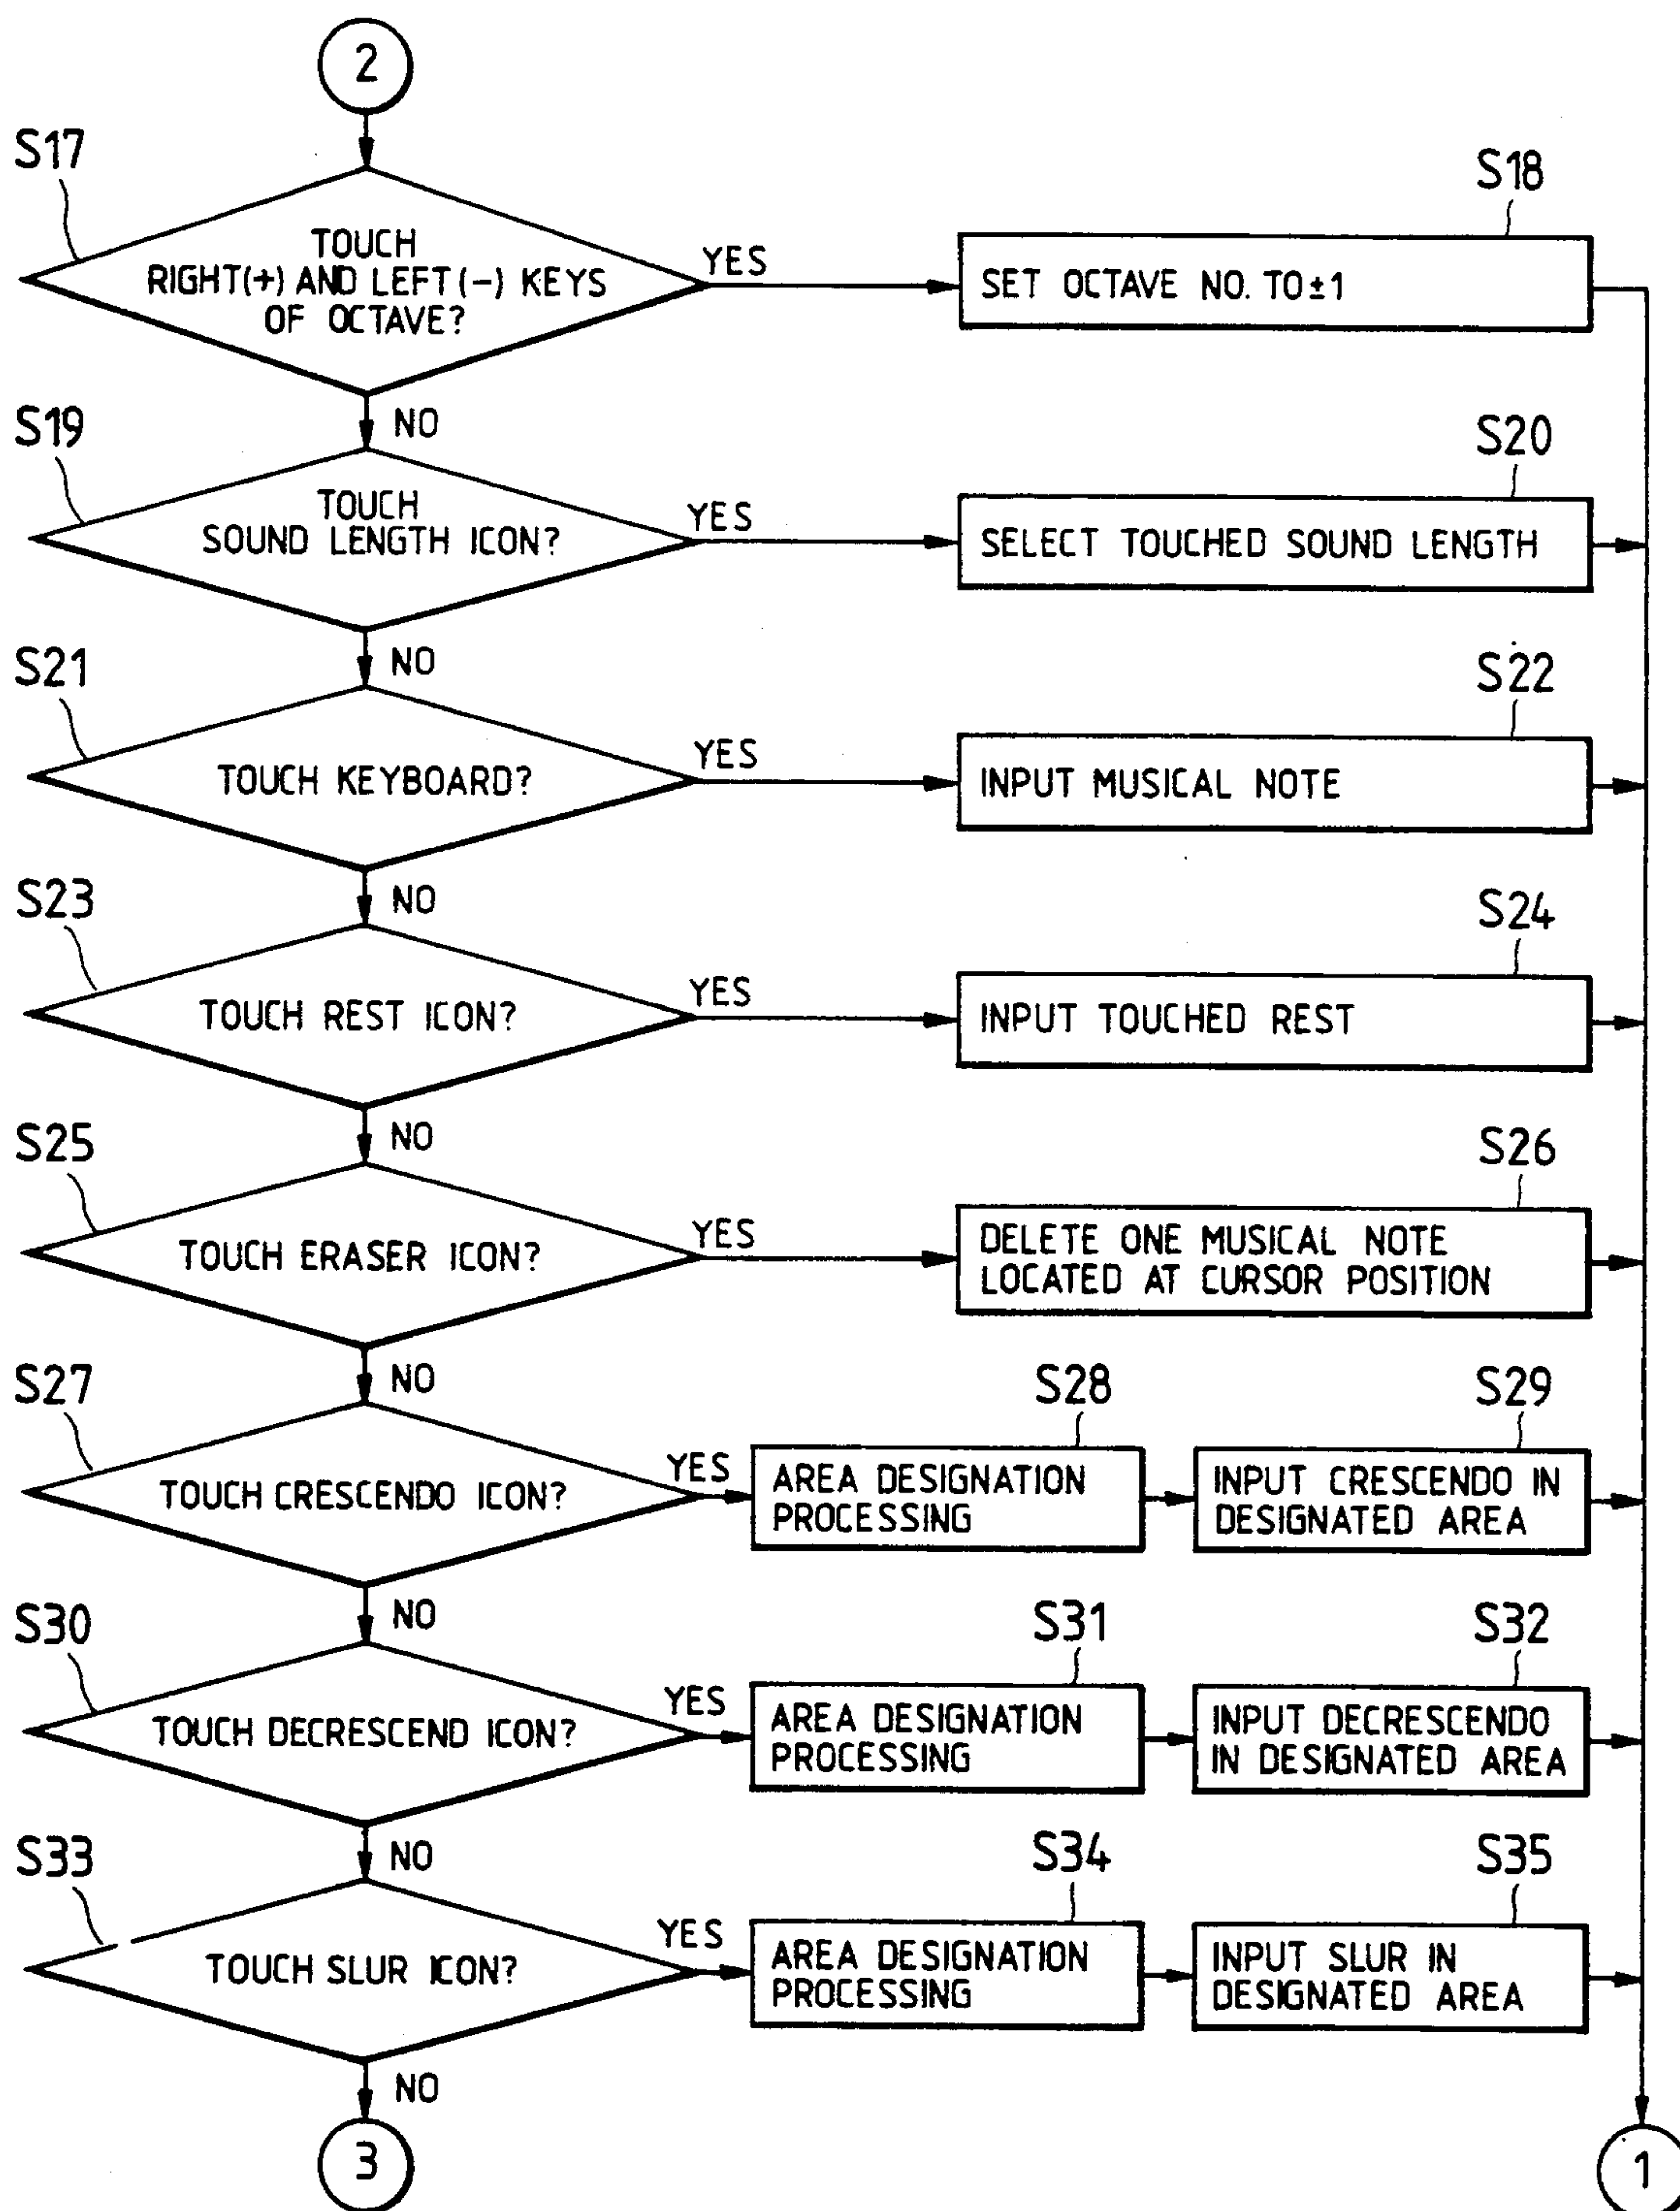 2
S17
TOUCH
RIGHT(+) AND LEFT(-) KEYS
OF OCTAVE?
YES
S18
SET OCTAVE NO. TO±1
NO
S19
TOUCH
SOUND LENGTH ICON?
YES
S20
SELECT TOUCHED SOUND LENGTH
NO
S21
TOUCH KEYBOARD?
YES
S22
INPUT MUSICAL NOTE
NO
S23
TOUCH REST ICON?
YES
S24
INPUT TOUCHED REST
NO
S25
TOUCH ERASER ICON?
YES
S26
DELETE ONE MUSICAL NOTE
LOCATED AT CURSOR POSITION
NO
S27
TOUCH CRESCENDO ICON?
YES
S28
AREA DESIGNATION
PROCESSING
S29
INPUT CRESCENDO IN
DESIGNATED AREA
NO
S30
TOUCH DECRESCEND ICON?
YES
S31
AREA DESIGNATION
PROCESSING
S32
INPUT DECRESCENDO
IN DESIGNATED AREA
NO
S33
TOUCH SLUR ICON?
YES
S34
AREA DESIGNATION
PROCESSING
S35
INPUT SLUR IN
DESIGNATED AREA
NO
3
1